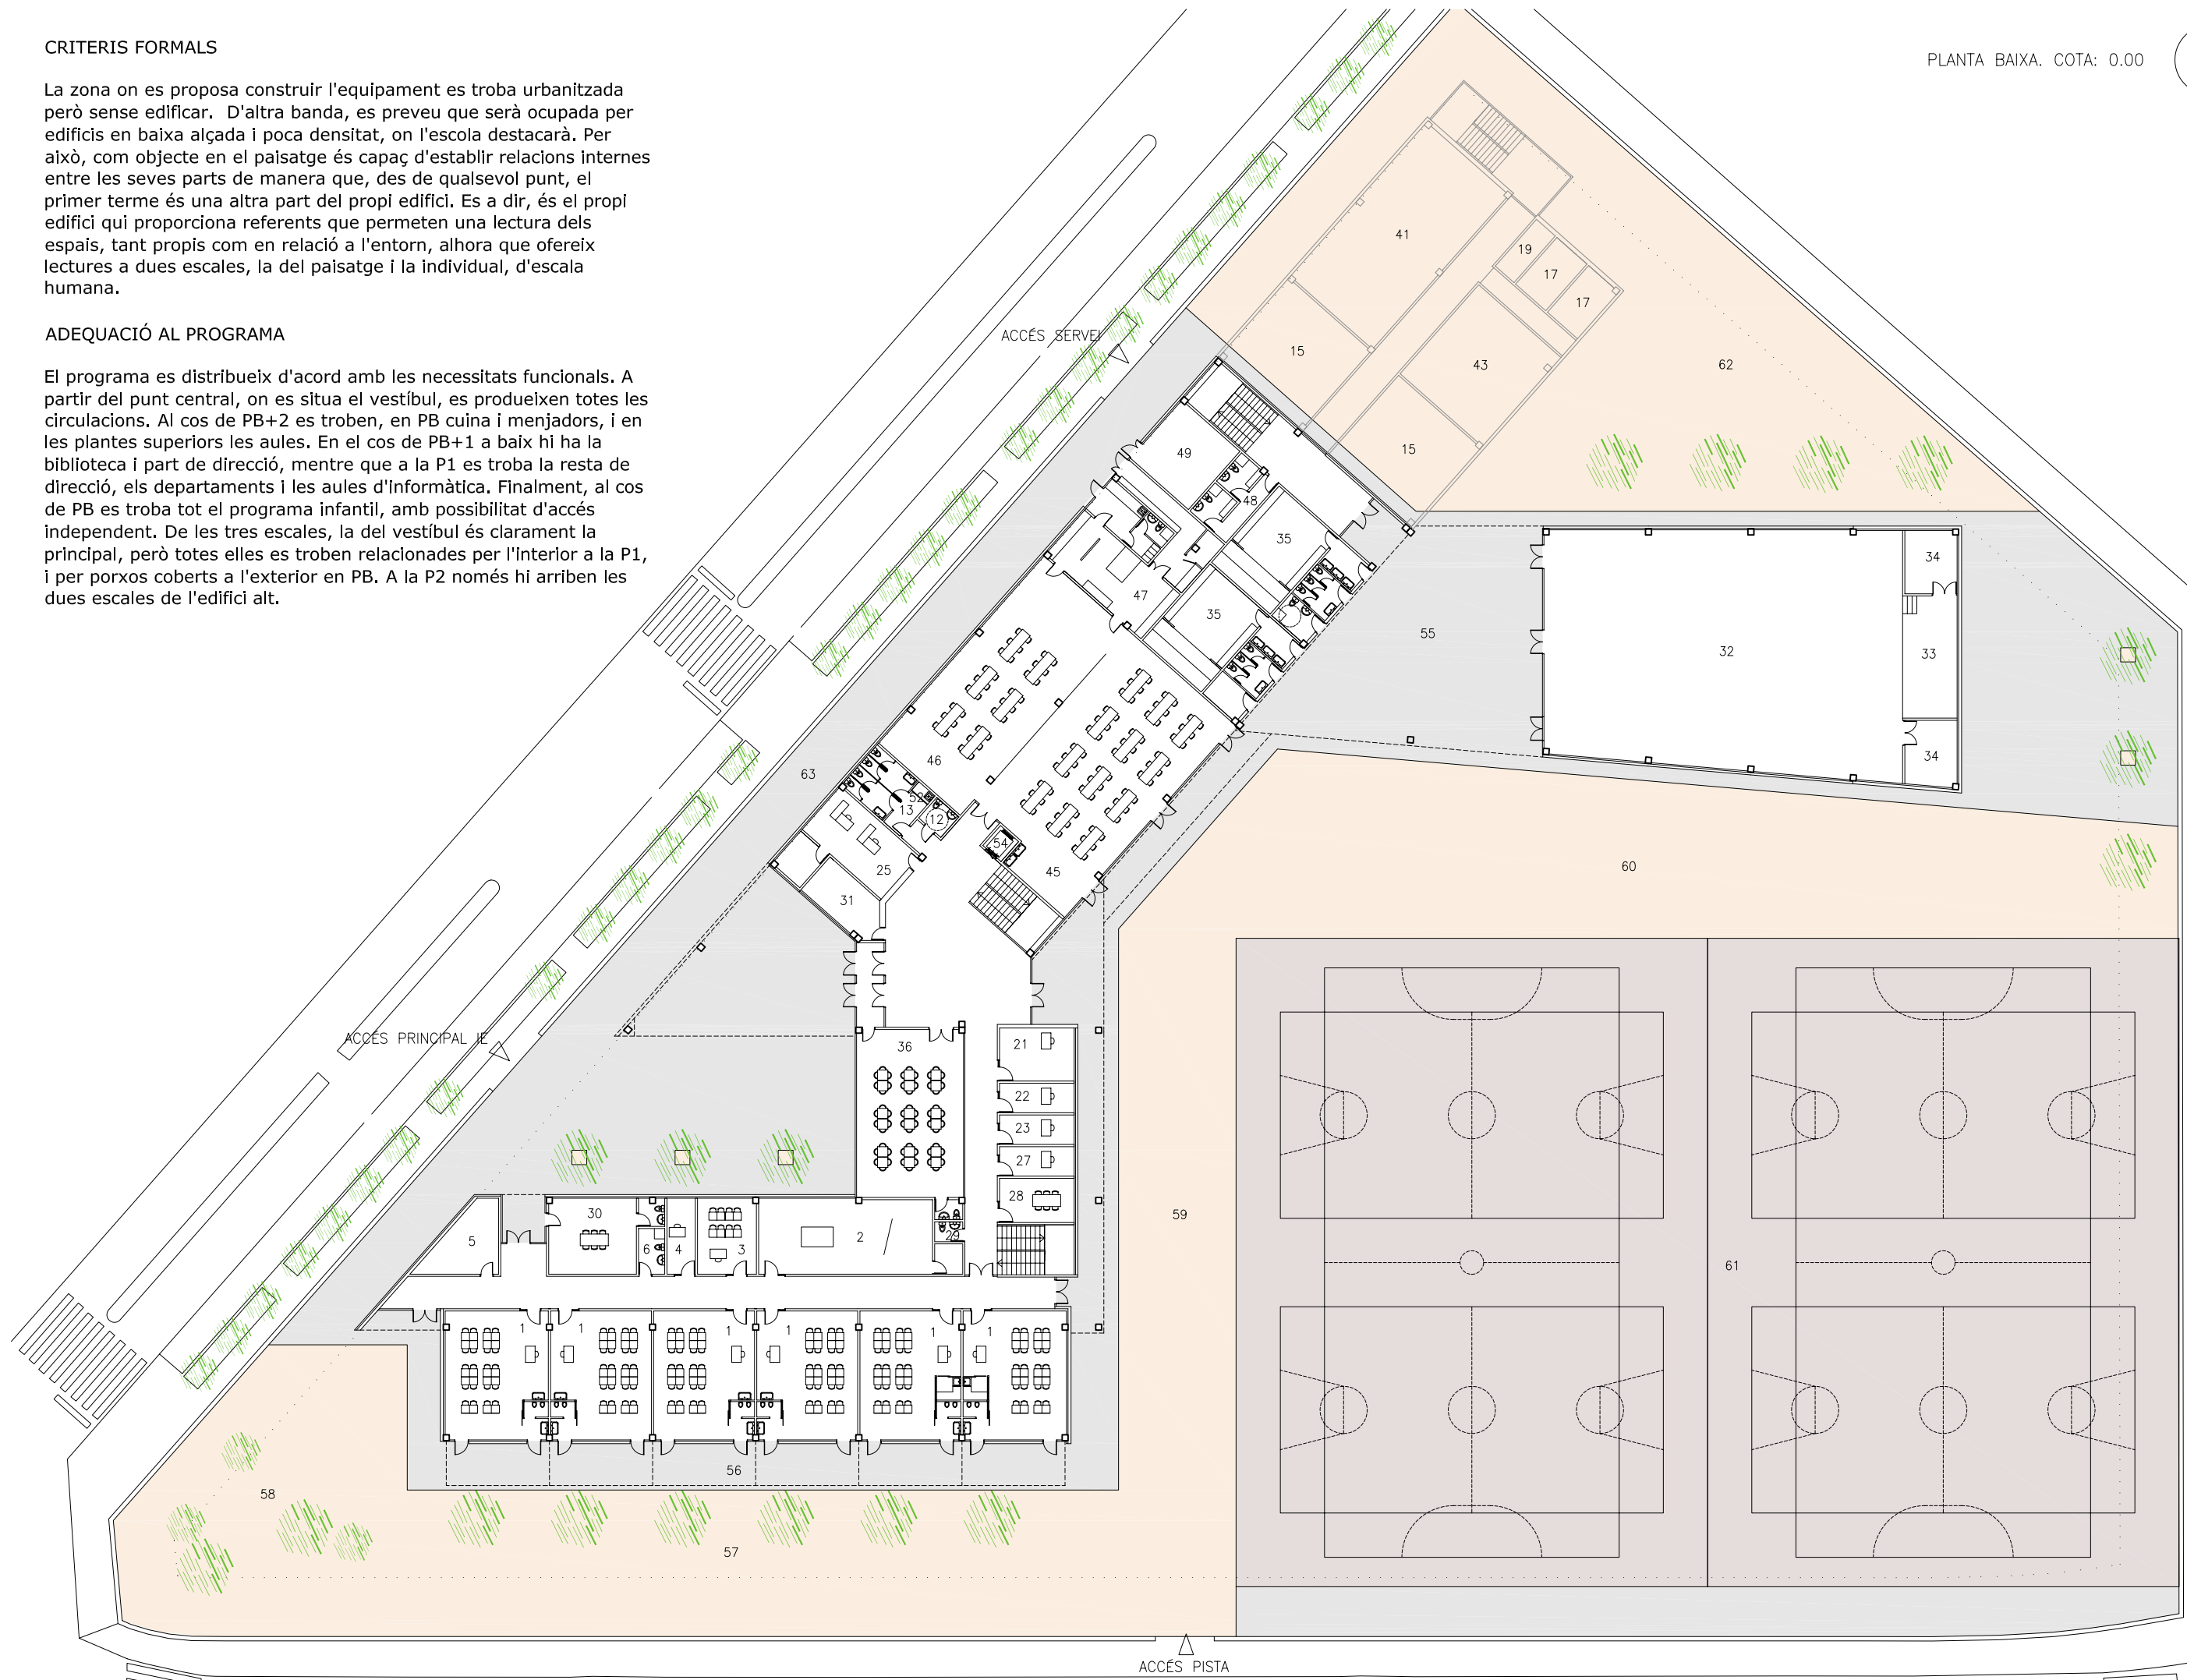 CRITERIS FORMALS
La zona on es proposa construir l'equipament es troba urbanitzada
però sense edificar.  D'altra banda, es preveu que serà ocupada per
edificis en baixa alçada i poca densitat, on l'escola destacarà. Per
això, com objecte en el paisatge és capaç d'establir relacions internes
entre les seves parts de manera que, des de qualsevol punt, el
primer terme és una altra part del propi edifici. Es a dir, és el propi
edifici qui proporciona referents que permeten una lectura dels
espais, tant propis com en relació a l'entorn, alhora que ofereix
lectures a dues escales, la del paisatge i la individual, d'escala
humana.
ADEQUACIÓ AL PROGRAMA
El programa es distribueix d'acord amb les necessitats funcionals. A
partir del punt central, on es situa el vestíbul, es produeixen totes les
circulacions. Al cos de PB+2 es troben, en PB cuina i menjadors, i en
les plantes superiors les aules. En el cos de PB+1 a baix hi ha la
biblioteca i part de direcció, mentre que a la P1 es troba la resta de
direcció, els departaments i les aules d'informàtica. Finalment, al cos
de PB es troba tot el programa infantil, amb possibilitat d'accés
independent. De les tres escales, la del vestíbul és clarament la
principal, però totes elles es troben relacionades per l'interior a la P1,
i per porxos coberts a l'exterior en PB. A la P2 només hi arriben les
dues escales de l'edifici alt.
PLANTA BAIXA. COTA: 0.00
41
19
17
17
ACCÉS SERVEI
15
43
62
15
49
48
35
34
47
35
55
32
33
34
46
63
52
13
12
54
25
45
31
60
ACCÉS PRINCIPAL IE
36
21
22
23
27
28
30
5
6
4
3
2
29
59
61
1
1
1
1
1
1
56
58
57
ACCÉS PISTA